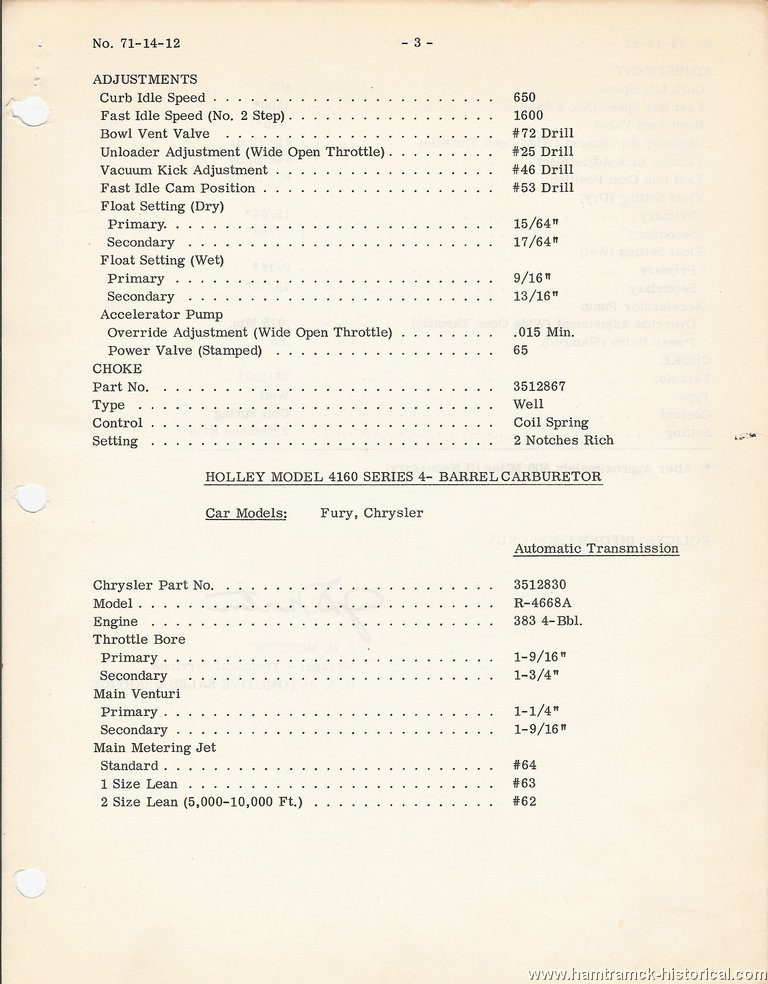 No. 71-14-12 - 3 -
ADJUSTMENTS
Curb Idle Speed . . . . . . . . . . . . . . . . . . . . . . . 650
Fast Idle Speed (No. 2 Step) . . . . . . . . . . . . . . . . . 1600
Bowl Vent Valve . . . . . . . . . . . . . . . . . . . . . . #72 Drill
Unloader Adjustment (Wide Open Throttle) . . . . . . . . . #25 Drill
Vacuum Kick Adjustment . . . . . . . . . . . . . . . . . . #46 Drill
Fast Idle Cam Position . . . . . . . . . . . . . . . . . . . #53 Drill
Float Setting (Dry)
Primary. . . . . . . . . . . . . . . . . . . . . . . . . . . 15/64"
Secondary . . . . . . . . . . . . . . . . . . . . . . . . . 17/64"
Float Setting (Wet)
Primary . . . . . . . . . . . . . . . . . . . . . . . . . . 9/16"
Secondary . . . . . . . . . . . . . . . . . . . . . . . . . 13/16"
Accelerator Pump
Override Adjustment (Wide Open Throttle) . . . . . . . . .015 Min.
Power Valve (Stamped) . . . . . . . . . . . . . . . . . . 65
CHOKE
Part No. . . . . . . . . . . . . . . . . . . . . . . . . . . . 3512867
Type . . . . . . . . . . . . . . . . . . . . . . . . . . . . . Well
Control . . . . . . . . . . . . . . . . . . . . . . . . . . . . Coil Spring
Setting . . . . . . . . . . . . . . . . . . . . . . . . . . . . 2 Notches Rich
HOLLEY MODEL 4160 SERIES 4- BARREL CARBURETOR
Car Models: Fury, Chrysler
Automatic Transmission
Chrysler Part No. . . . . . . . . . . . . . . . . . . . . . . 3512830
Model . . . . . . . . . . . . . . . . . . . . . . . . . . . . . R-4668A
Engine . . . . . . . . . . . . . . . . . . . . . . . . . . . . 383 4-Bbl.
Throttle Bore
Primary . . . . . . . . . . . . . . . . . . . . . . . . . . . 1-9/16"
Secondary . . . . . . . . . . . . . . . . . . . . . . . . . 1-3/4"
Main Venturi
Primary . . . . . . . . . . . . . . . . . . . . . . . . . . . 1-1/4"
Secondary . . . . . . . . . . . . . . . . . . . . . . . . . . 1-9/16"
Main Metering Jet
Standard . . . . . . . . . . . . . . . . . . . . . . . . . . . #64
1 Size Lean . . . . . . . . . . . . . . . . . . . . . . . . . #63
2 Size Lean (5,000-10,000 Ft.) . . . . . . . . . . . . . . . #62
www.hamtramck-historical.com